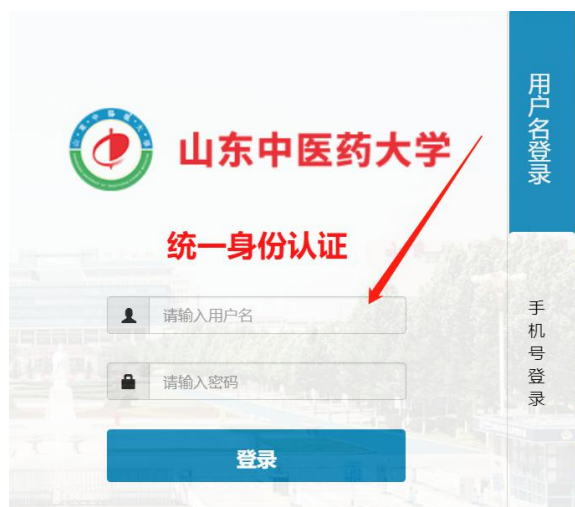 山东中医药大学
统一身份认证
请输入用户名
请输入密码
登录
用户名登录
手机号登录